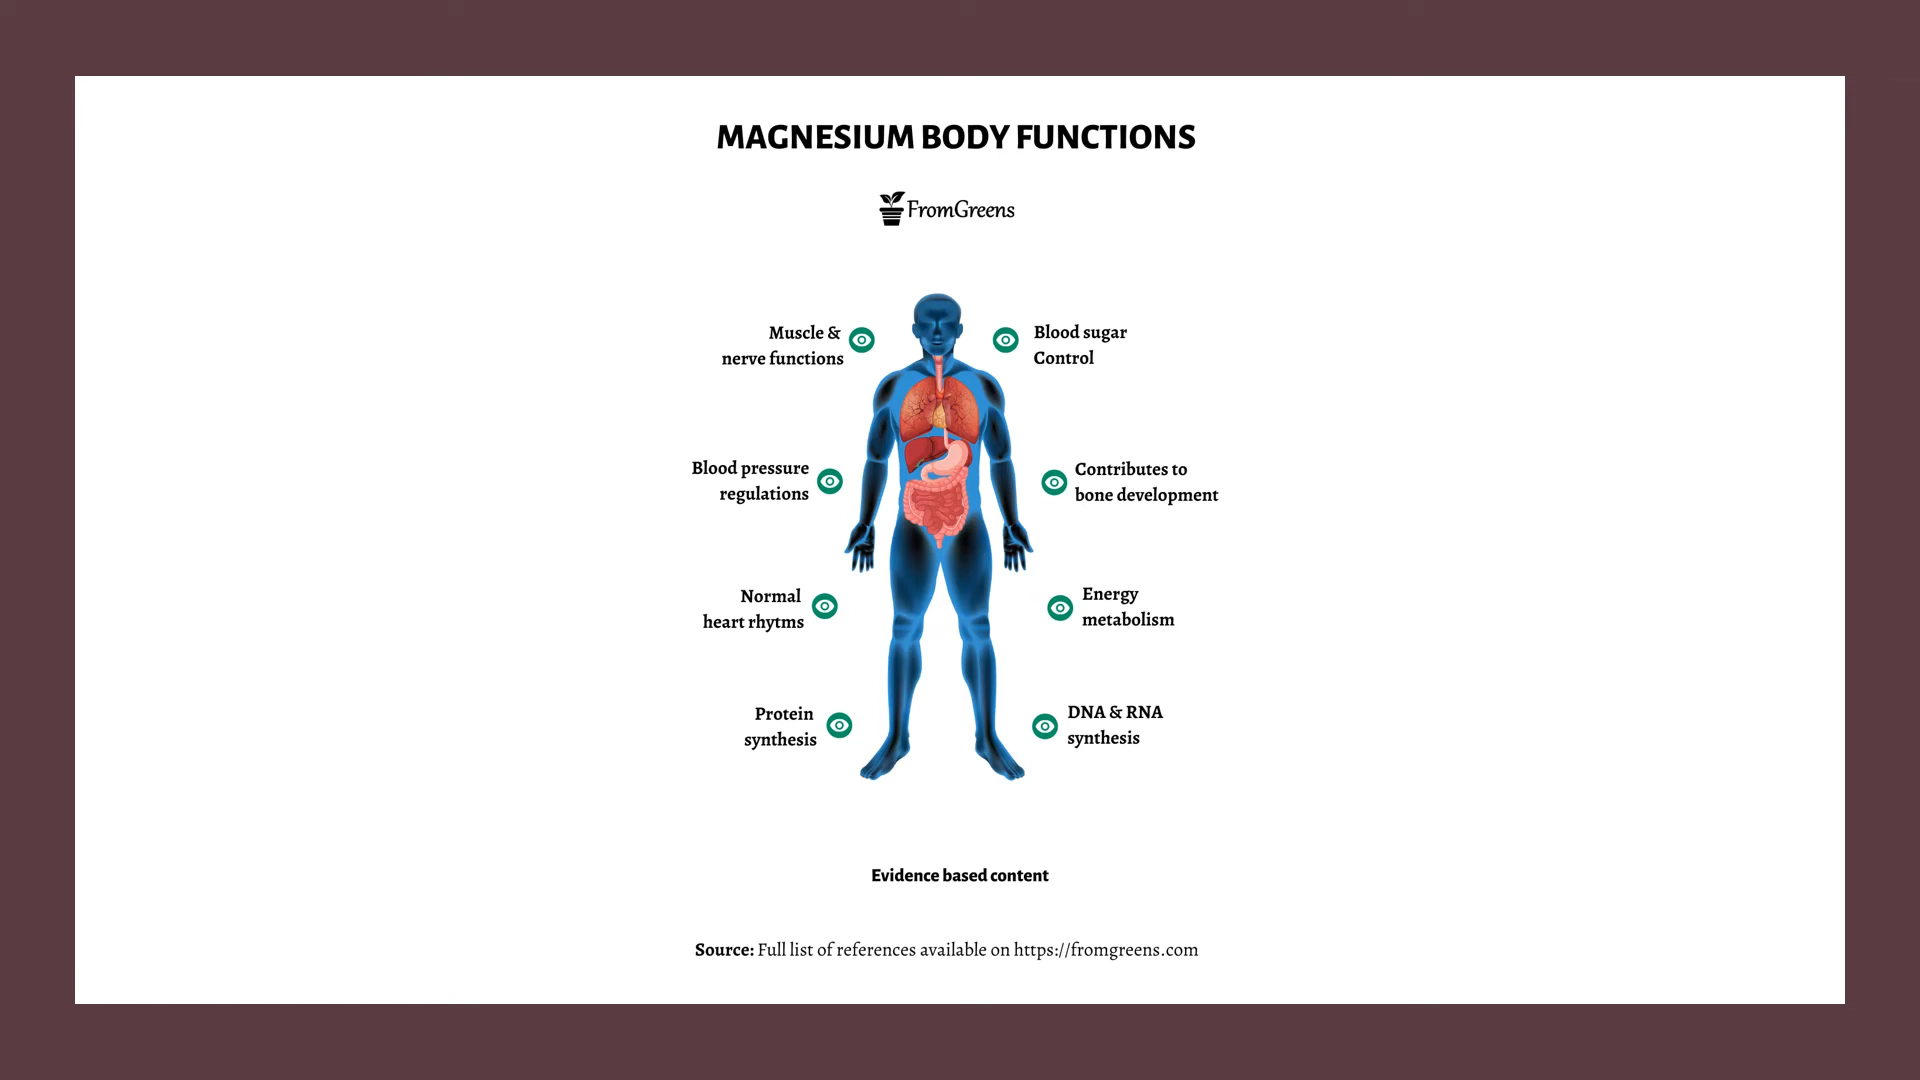 MAGNESIUM BODY FUNCTIONS
FromGreens
Muscle &
nerve functions
Blood sugar
Control
Blood pressure
regulations
Contributes to
bone development
Normal
heart rhytms
Energy
metabolism
Protein
synthesis
DNA & RNA
synthesis
Evidence based content
Source: Full list of references available on https://fromgreens.com